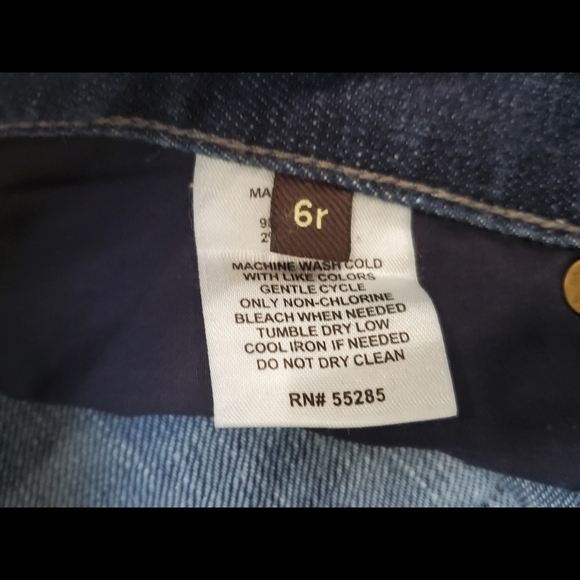 MA
6r
MACHINE WASH COLD
WITH LIKE COLORS
GENTLE CYCLE
ONLY NON-CHLORINE
BLEACH WHEN NEEDED
TUMBLE DRY LOW
COOL IRON IF NEEDED
DO NOT DRY CLEAN
RN# 55285